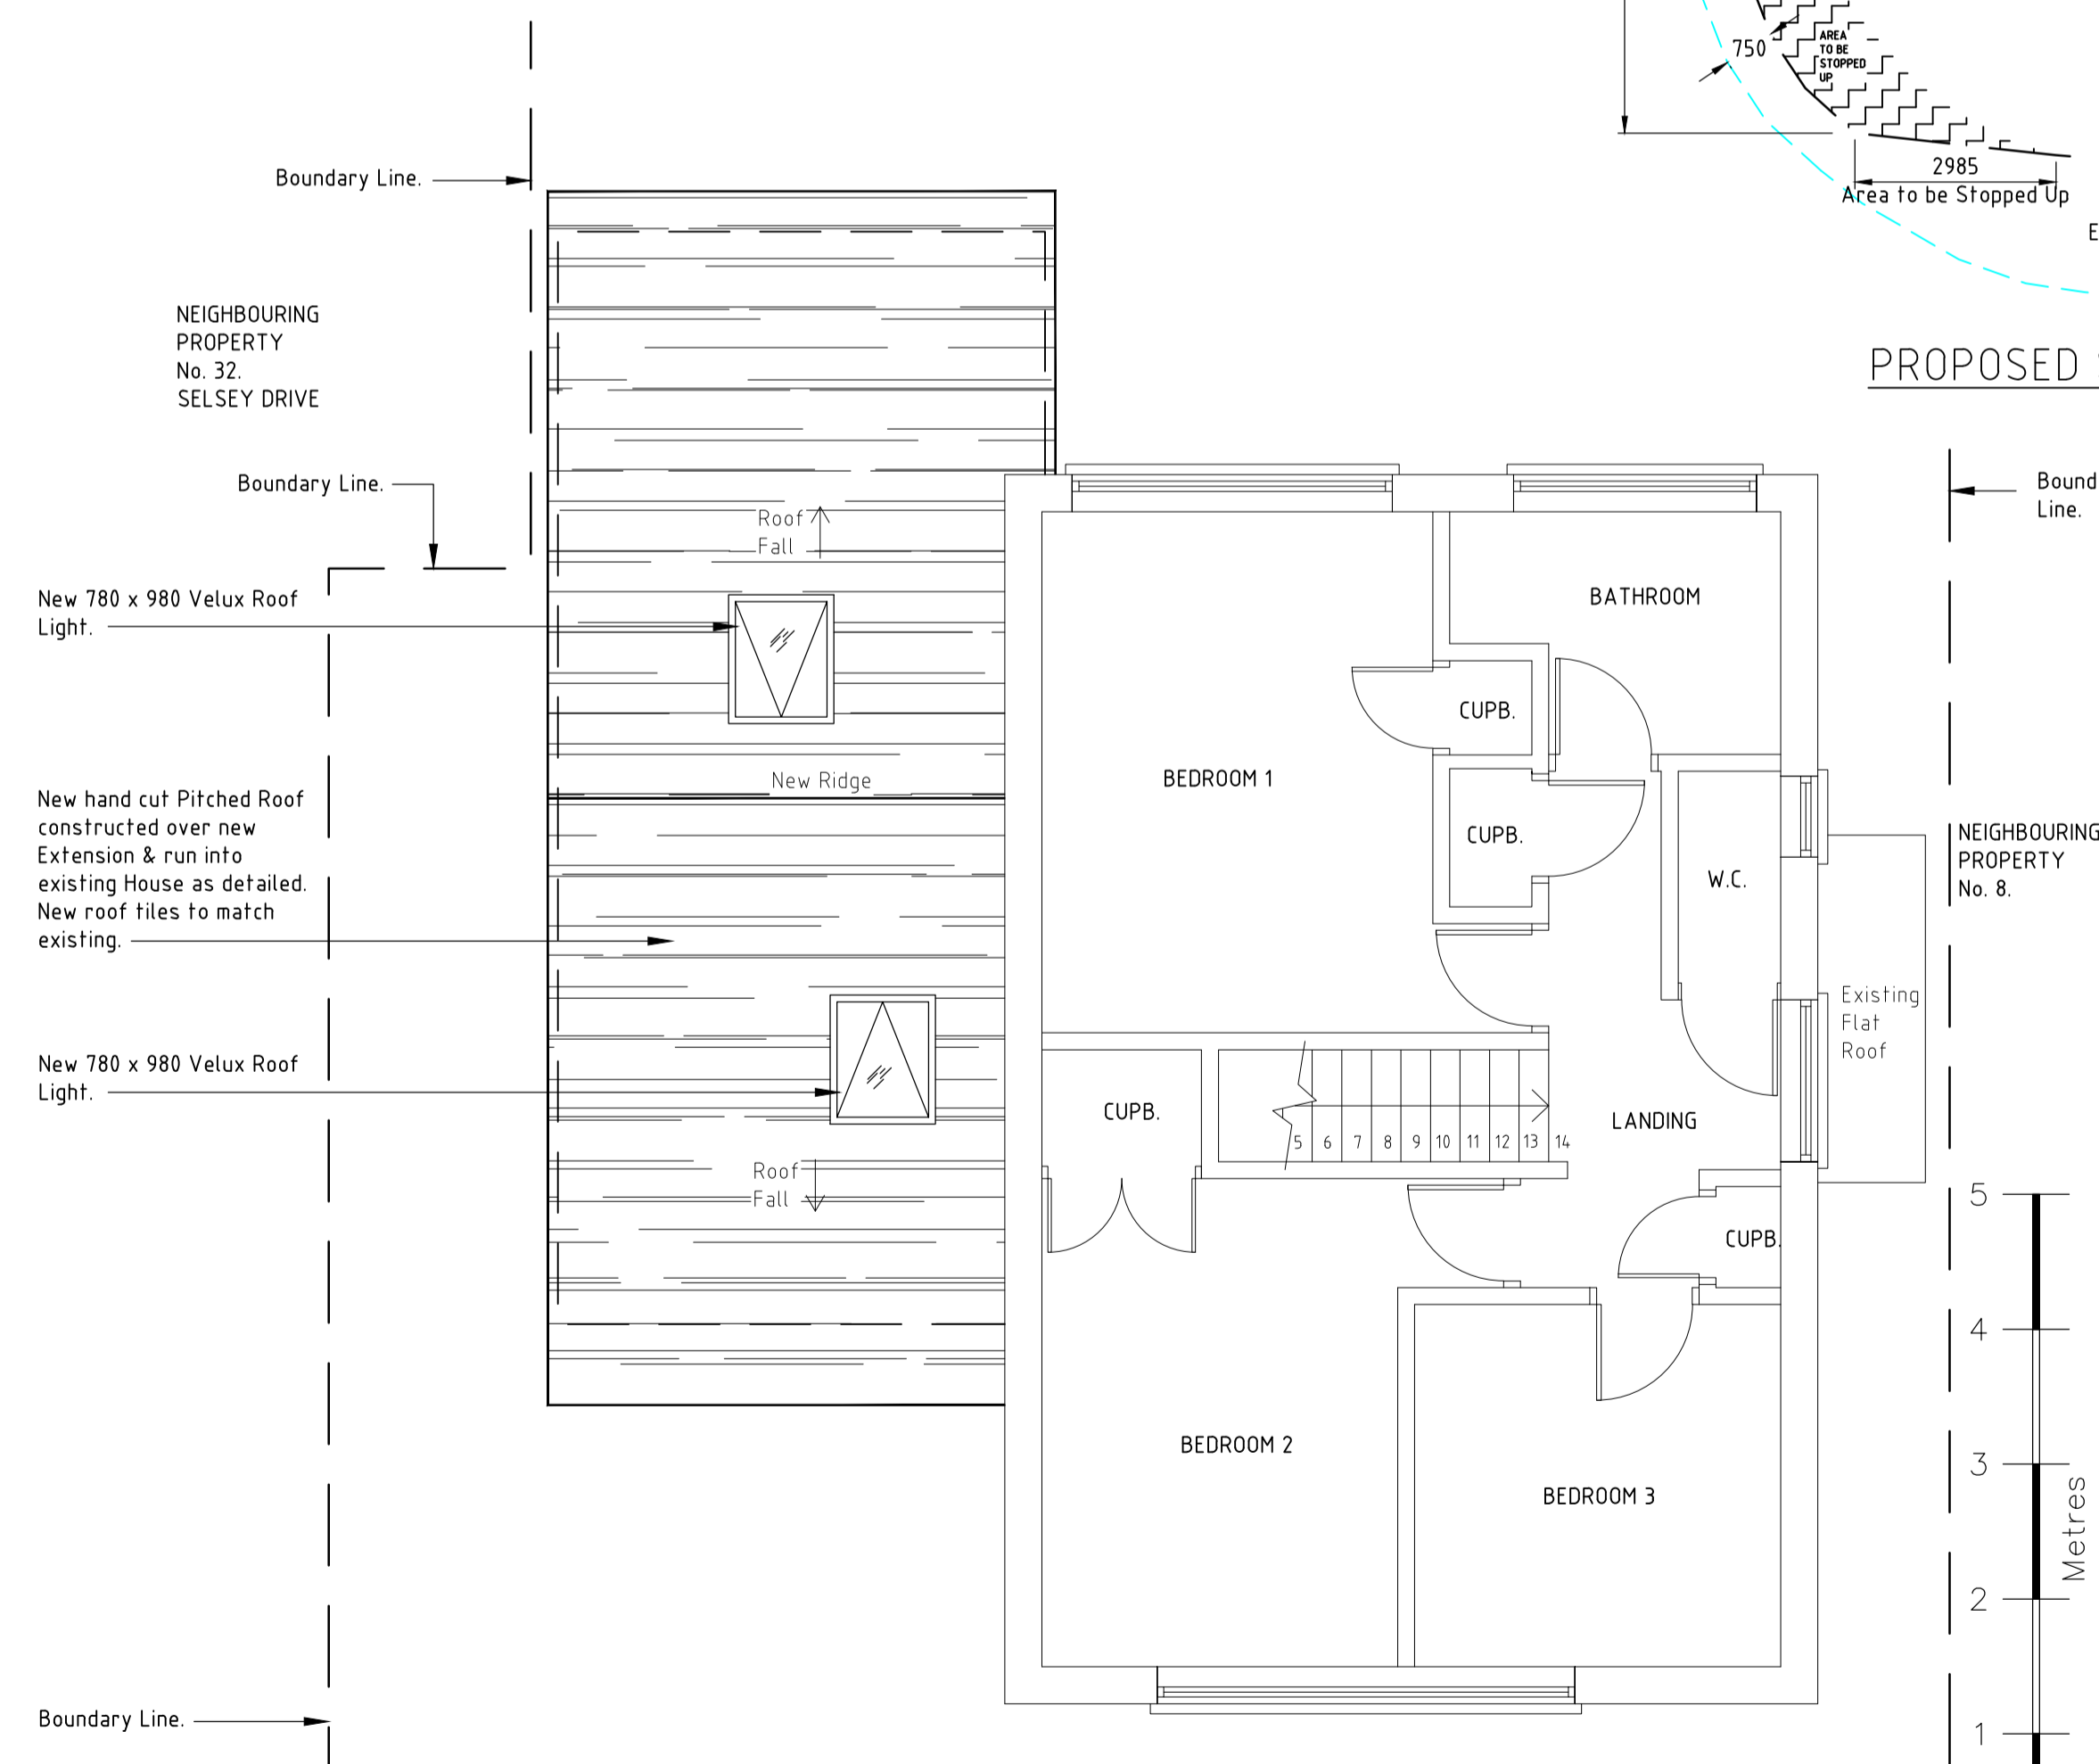 750
AREA
TO BE
STOPPED
UP
2985
Area to be Stopped Up
E
Boundary Line.
NEIGHBOURING
PROPERTY
No. 32.
SELSEY DRIVE
PROPOSED
Boundary Line.
Bound
Line.
Roof
Fall
New 780 x 980 Velux Roof
Light.
BATHROOM
CUPB.
BEDROOM 1
New Ridge
New hand cut Pitched Roof
constructed over new
Extension & run into
existing House as detailed.
New roof tiles to match
existing.
CUPB.
W.C.
NEIGHBOURING
PROPERTY
No. 8.
Existing
Flat
Roof
New 780 x 980 Velux Roof
Light.
CUPB.
LANDING
5 6 7 8 9 10 11 12 13 14
Roof
Fall
CUPB.
BEDROOM 2
BEDROOM 3
5
4
3
2
1
Metres
Boundary Line.